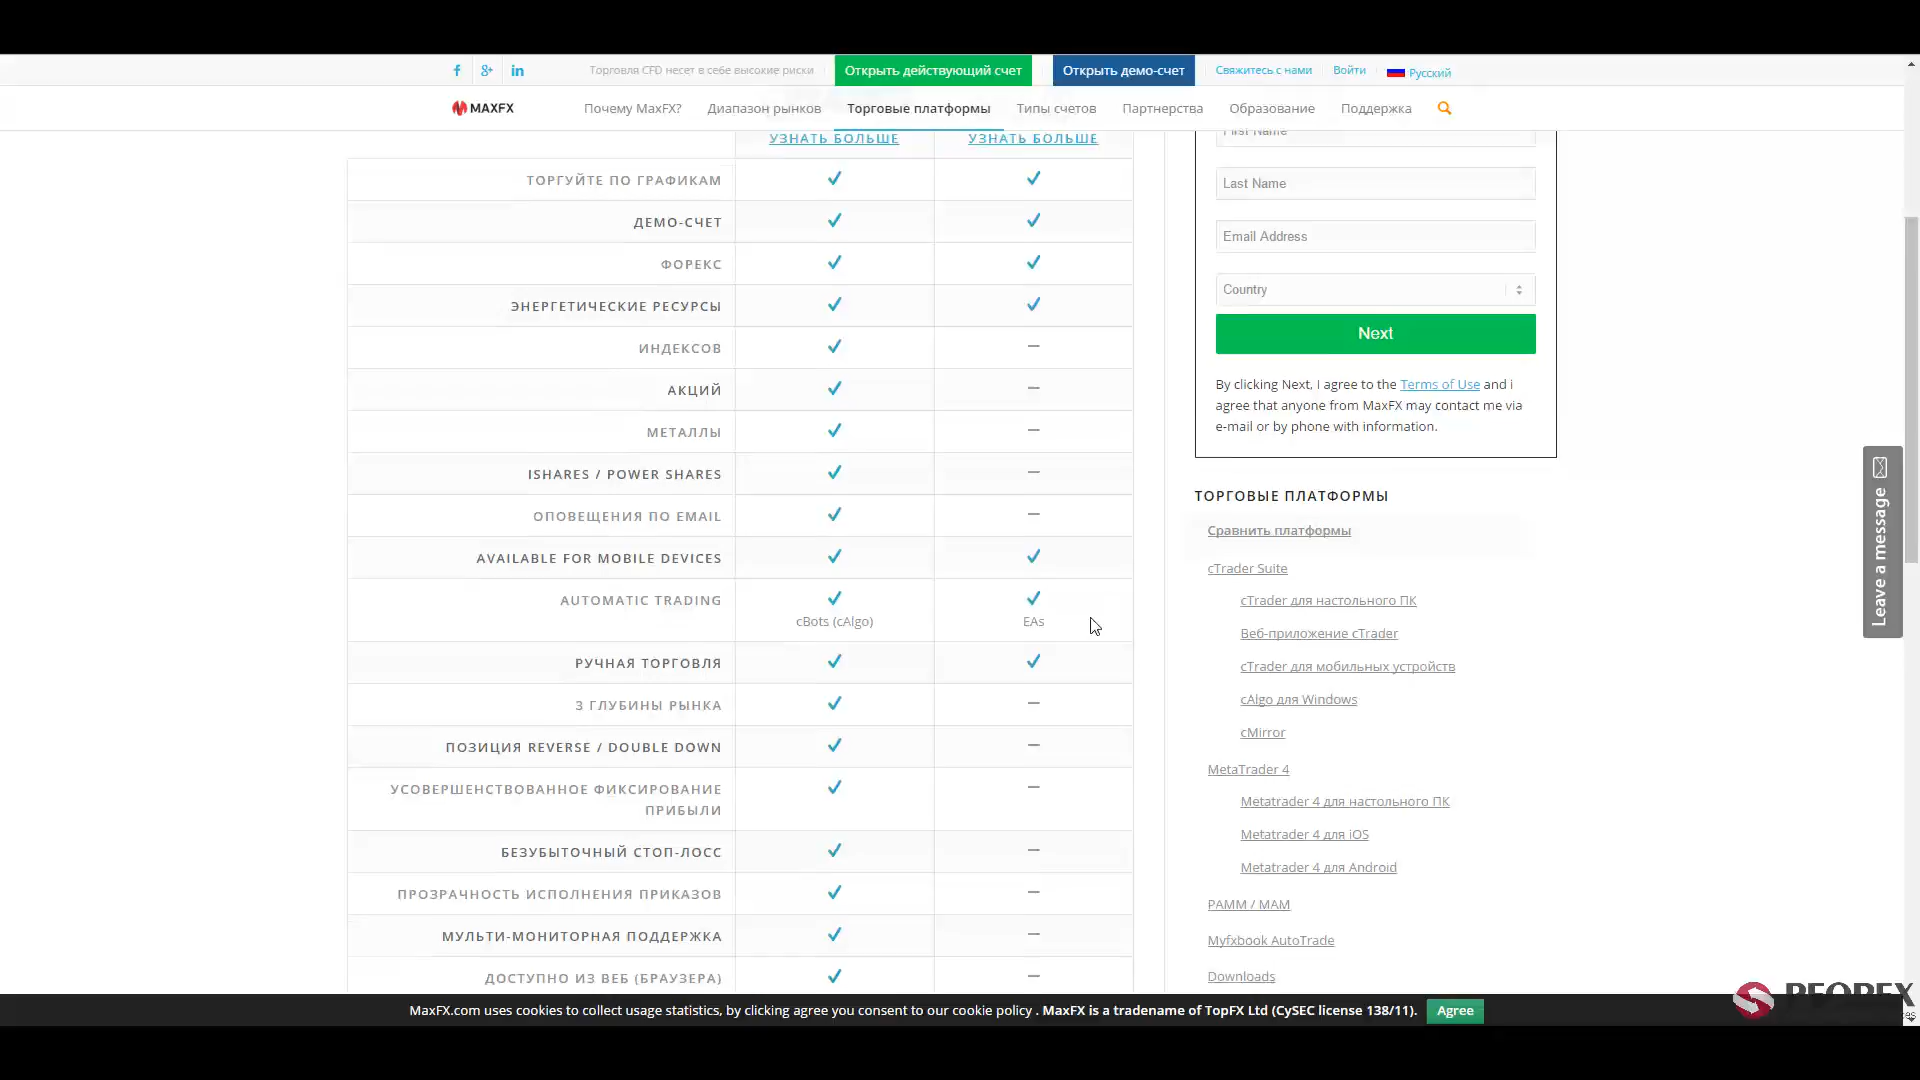 Торговля CFD несет в себе высокие риски
Открыть действующий счет
Открыть демо-счет
Свяжитесь с нами
Войти
Русский
MAXFX
Почему MaxFX?
Диапазон рынков
Торговые платформы
Типы счетов
Партнерства
Образование
Поддержка
УЗНАТЬ БОЛЬШЕ
УЗНАТЬ БОЛЬШЕ
ТОРГУЙТЕ ПО ГРАФИКАМ
ДЕМО-СЧЕТ
ФОРЕКС
ЭНЕРГЕТИЧЕСКИЕ РЕСУРСЫ
ИНДЕКСОВ
АКЦИЙ
МЕТАЛЛЫ
ISHARES / POWER SHARES
ОПОВЕЩЕНИЯ ПО EMAIL
AVAILABLE FOR MOBILE DEVICES
AUTOMATIC TRADING
cBots (cAlgo)
EAs
РУЧНАЯ ТОРГОВЛЯ
3 ГЛУБИНЫ РЫНКА
ПОЗИЦИЯ REVERSE / DOUBLE DOWN
УСОВЕРШЕНСТВОВАННОЕ ФИКСИРОВАНИЕ
ПРИБЫЛИ
БЕЗУБЫТОЧНЫЙ СТОП-ЛОСС
ПРОЗРАЧНОСТЬ ИСПОЛНЕНИЯ ПРИКАЗОВ
МУЛЬТИ-МОНИТОРНАЯ ПОДДЕРЖКА
ДОСТУПНО ИЗ ВЕБ (БРАУЗЕРА)
First Name
Last Name
Email Address
Country
Next
By clicking Next, I agree to the Terms of Use and i
agree that anyone from MaxFX may contact me via
e-mail or by phone with information.
ТОРГОВЫЕ ПЛАТФОРМЫ
Сравнить платформы
cTrader Suite
cTrader для настольного ПК
Веб-приложение cTrader
cTrader для мобильных устройств
cAlgo для Windows
cMirror
MetaTrader 4
Metatrader 4 для настольного ПК
Metatrader 4 для iOS
Metatrader 4 для Android
PAMM / MAM
Myfxbook AutoTrade
Downloads
Leave a message
MaxFX.com uses cookies to collect usage statistics, by clicking agree you consent to our cookie policy . MaxFX is a tradename of TopFX Ltd (CySEC license 138/11).
Agree